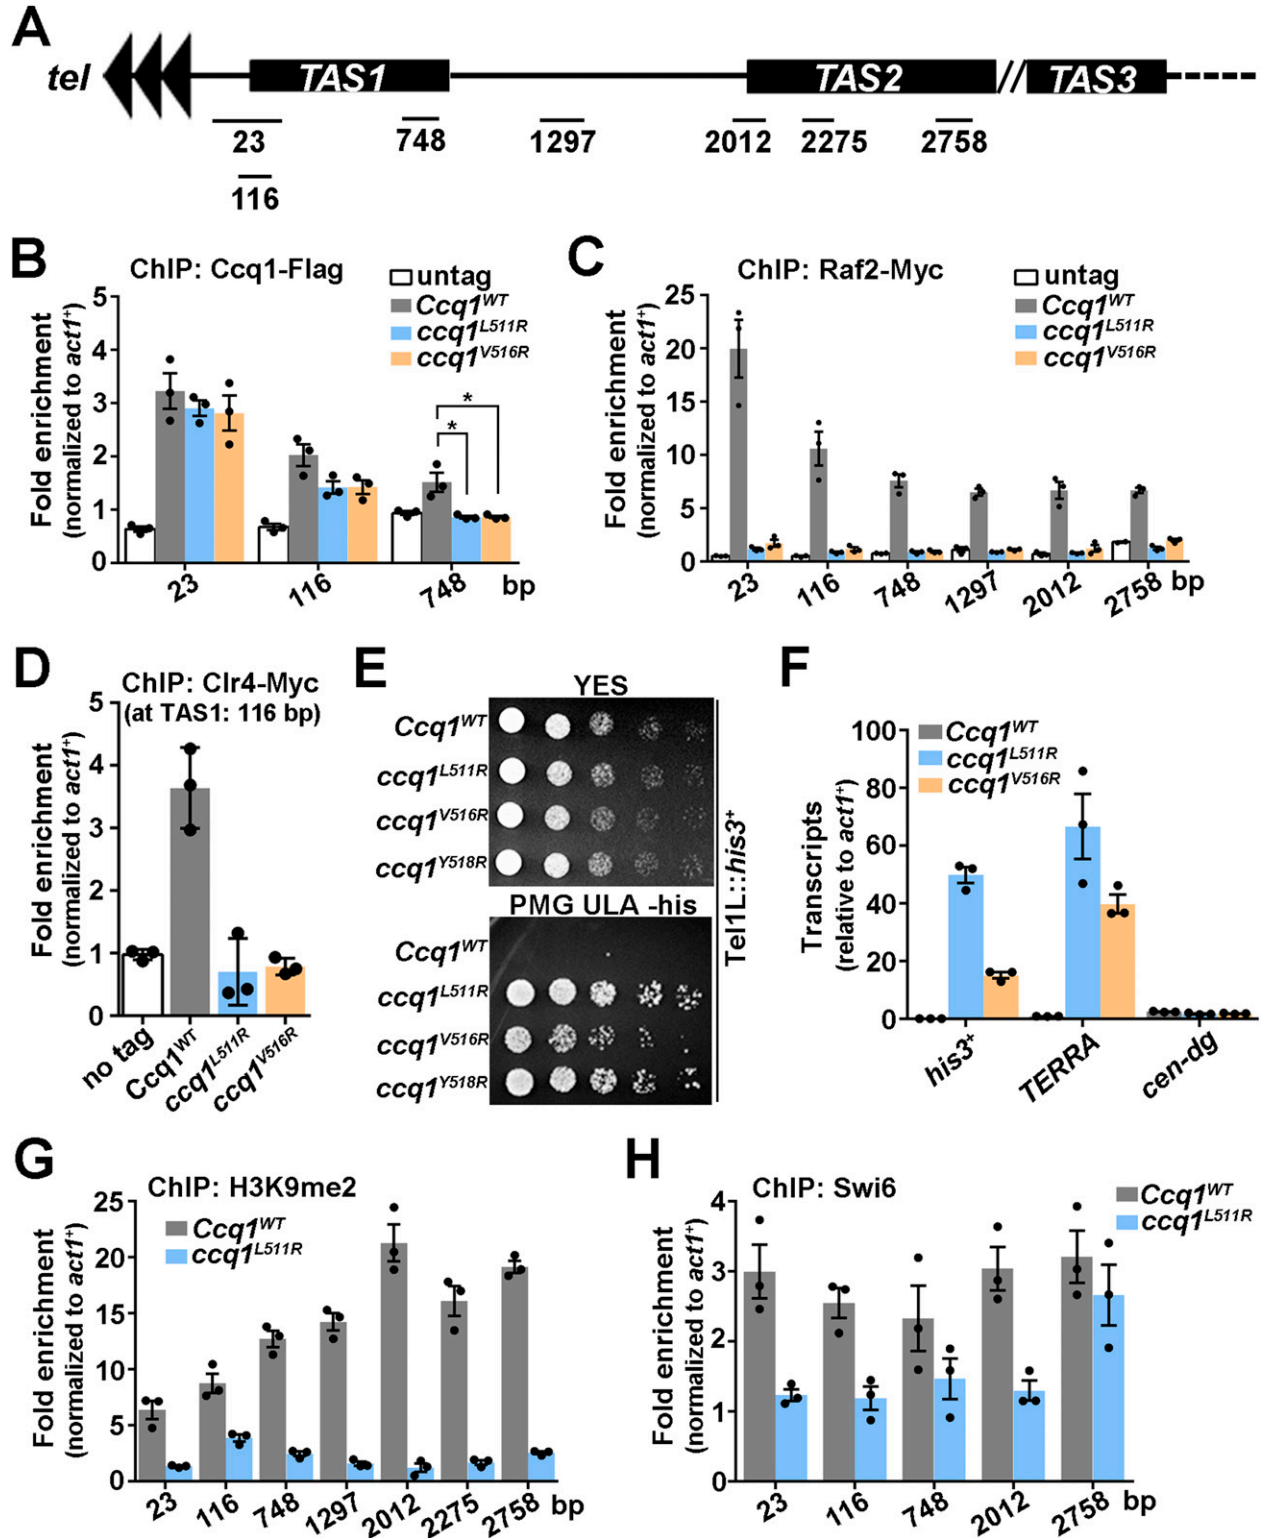 A
tel TAS1 TAS2 // TAS3
23 748 1297 2012 2275 2758
116
B
ChIP: Ccq1-Flag
untag
Ccq1WT
ccq1L511R
ccq1V516R
Fold enrichment
(normalized to act1+)
5
4
3
2
1
0
* *
23 116 748 bp
C
ChIP: Raf2-Myc
untag
Ccq1WT
ccq1L511R
ccq1V516R
Fold enrichment
(normalized to act1+)
25
20
15
10
5
0
23 116 748 1297 2012 2758 bp
D
ChIP: Clr4-Myc
(at TAS1: 116 bp)
Fold enrichment
(normalized to act1+)
5
4
3
2
1
0
no tag Ccq1WT ccq1L511R ccq1V516R
E
YES
Ccq1WT
ccq1L511R
ccq1V516R
ccq1Y518R
PMG ULA -his
Ccq1WT
ccq1L511R
ccq1V516R
ccq1Y518R
Tel1L::his3+
F
Ccq1WT
ccq1L511R
ccq1V516R
Transcripts
(relative to act1+)
100
80
60
40
20
0
his3+ TERRA cen-dg
G
ChIP: H3K9me2
Ccq1WT
ccq1L511R
Fold enrichment
(normalized to act1+)
25
20
15
10
5
0
23 116 748 1297 2012 2275 2758 bp
H
ChIP: Swi6
Ccq1WT
ccq1L511R
Fold enrichment
(normalized to act1+)
4
3
2
1
0
23 116 748 2012 2758 bp